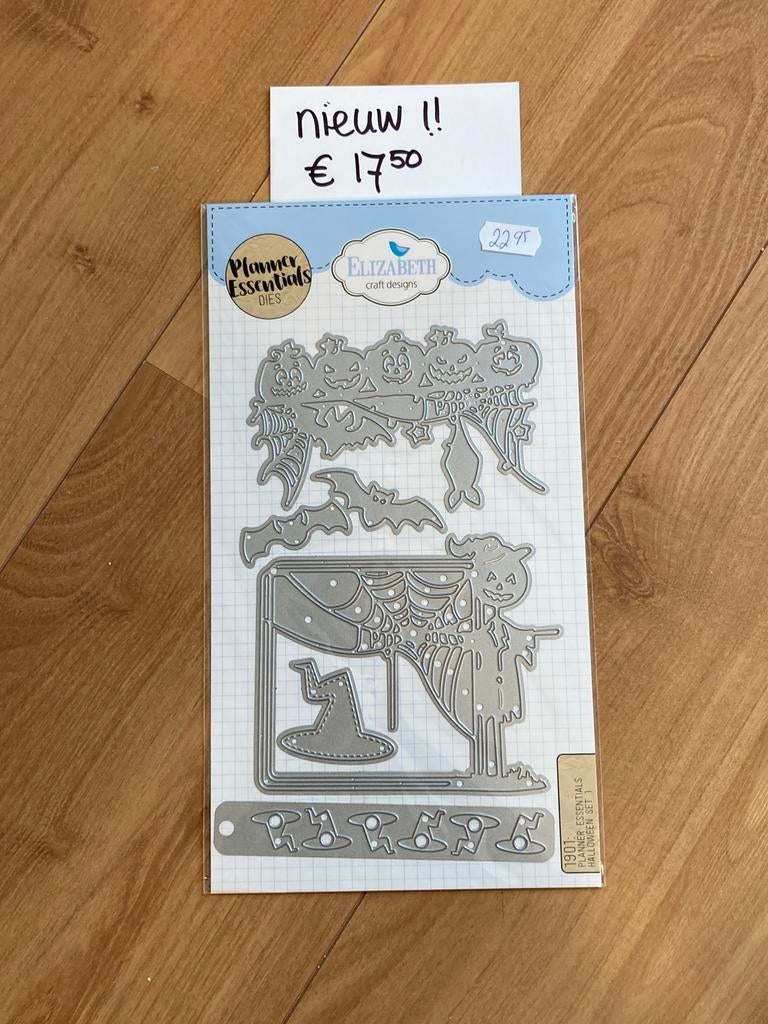 nieuw !!
€ 17⁵⁰
22⁹⁵
Planner
Essentials
DIES
ELIZABETH
craft designs
1901:
PLANNER ESSENTIALS
HALLOWEEN SET 1